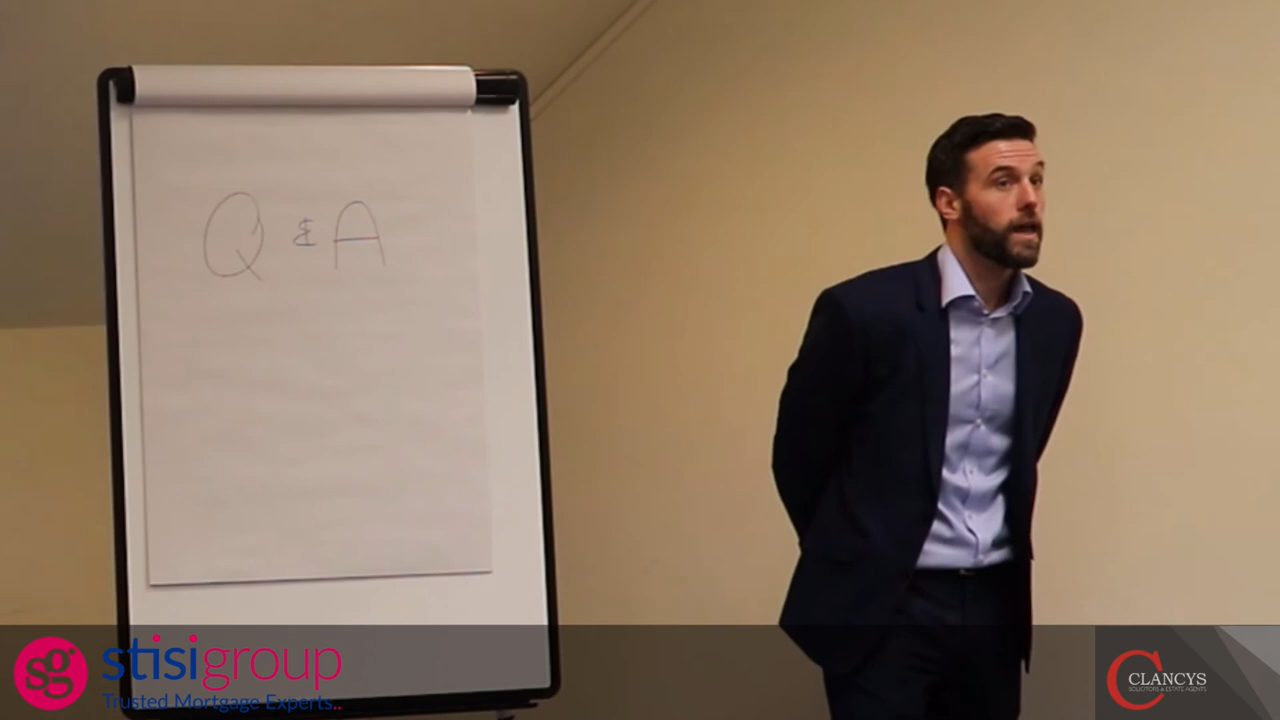 Q & A
sg stisigroup
Trusted Mortgage Experts..
CLANCYS
SOLICITORS & ESTATE AGENTS